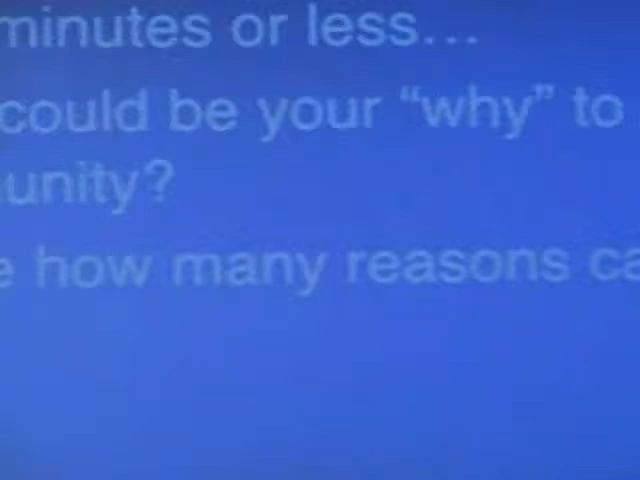 minutes or less...
could be your “why” to
unity?
e how many reasons ca